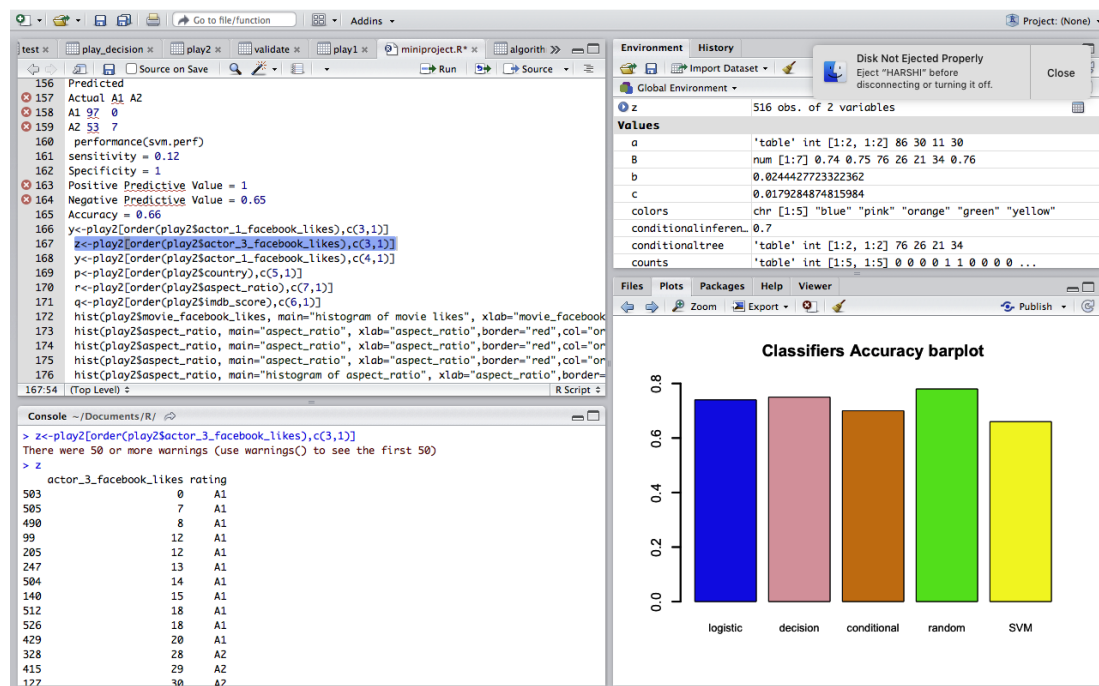 Go to file/function
Addins
Project: (None)
test
play_decision
play2
validate
play1
miniproject.R*
algorith
Source on Save
Run
Source
156 Predicted
157 Actual A1 A2
158 A1 97 0
159 A2 53 7
160 performance(svm.perf)
161 sensitivity = 0.12
162 Specificity = 1
163 Positive Predictive Value = 1
164 Negative Predictive Value = 0.65
165 Accuracy = 0.66
166 y<-play2[order(play2$actor_1_facebook_likes),c(3,1)]
167 z<-play2[order(play2$actor_3_facebook_likes),c(3,1)]
168 y<-play2[order(play2$actor_1_facebook_likes),c(4,1)]
169 p<-play2[order(play2$country),c(5,1)]
170 r<-play2[order(play2$aspect_ratio),c(7,1)]
171 q<-play2[order(play2$imdb_score),c(6,1)]
172 hist(play2$movie_facebook_likes, main="histogram of movie likes", xlab="movie_facebook
173 hist(play2$aspect_ratio, main="aspect_ratio", xlab="aspect_ratio",border="red",col="or
174 hist(play2$aspect_ratio, main="aspect_ratio", xlab="aspect_ratio",border="red",col="or
175 hist(play2$aspect_ratio, main="aspect_ratio", xlab="aspect_ratio",border="red",col="or
176 hist(play2$aspect_ratio, main="histogram of aspect_ratio", xlab="aspect_ratio",border=
167:54 (Top Level) R Script
Console ~/Documents/R/
> z<-play2[order(play2$actor_3_facebook_likes),c(3,1)]
There were 50 or more warnings (use warnings() to see the first 50)
> z
actor_3_facebook_likes rating
503 0 A1
505 7 A1
490 8 A1
99 12 A1
205 12 A1
247 13 A1
504 14 A1
140 15 A1
512 18 A1
526 18 A1
429 20 A1
328 28 A2
415 29 A2
127 30 A2
Environment History
Import Dataset
Global Environment
Disk Not Ejected Properly
Eject "HARSHI" before
disconnecting or turning it off.
Close
z 516 obs. of 2 variables
Values
a 'table' int [1:2, 1:2] 86 30 11 30
B num [1:7] 0.74 0.75 76 26 21 34 0.76
b 0.0244427723322362
c 0.0179284874815984
colors chr [1:5] "blue" "pink" "orange" "green" "yellow"
conditionalinferen… 0.7
conditionaltree 'table' int [1:2, 1:2] 76 26 21 34
counts 'table' int [1:5, 1:5] 0 0 0 0 1 1 0 0 0 0 ...
Files Plots Packages Help Viewer
Zoom Export Publish
Classifiers Accuracy barplot
0.8
0.6
0.4
0.2
0.0
logistic decision conditional random SVM